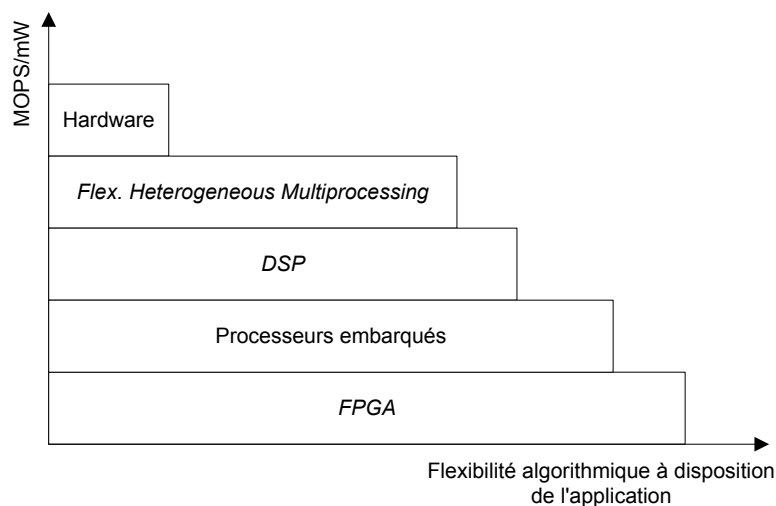 MOPS/mW
Hardware
Flex. Heterogeneous Multiprocessing
DSP
Processeurs embarqués
FPGA
Flexibilité algorithmique à disposition
de l'application